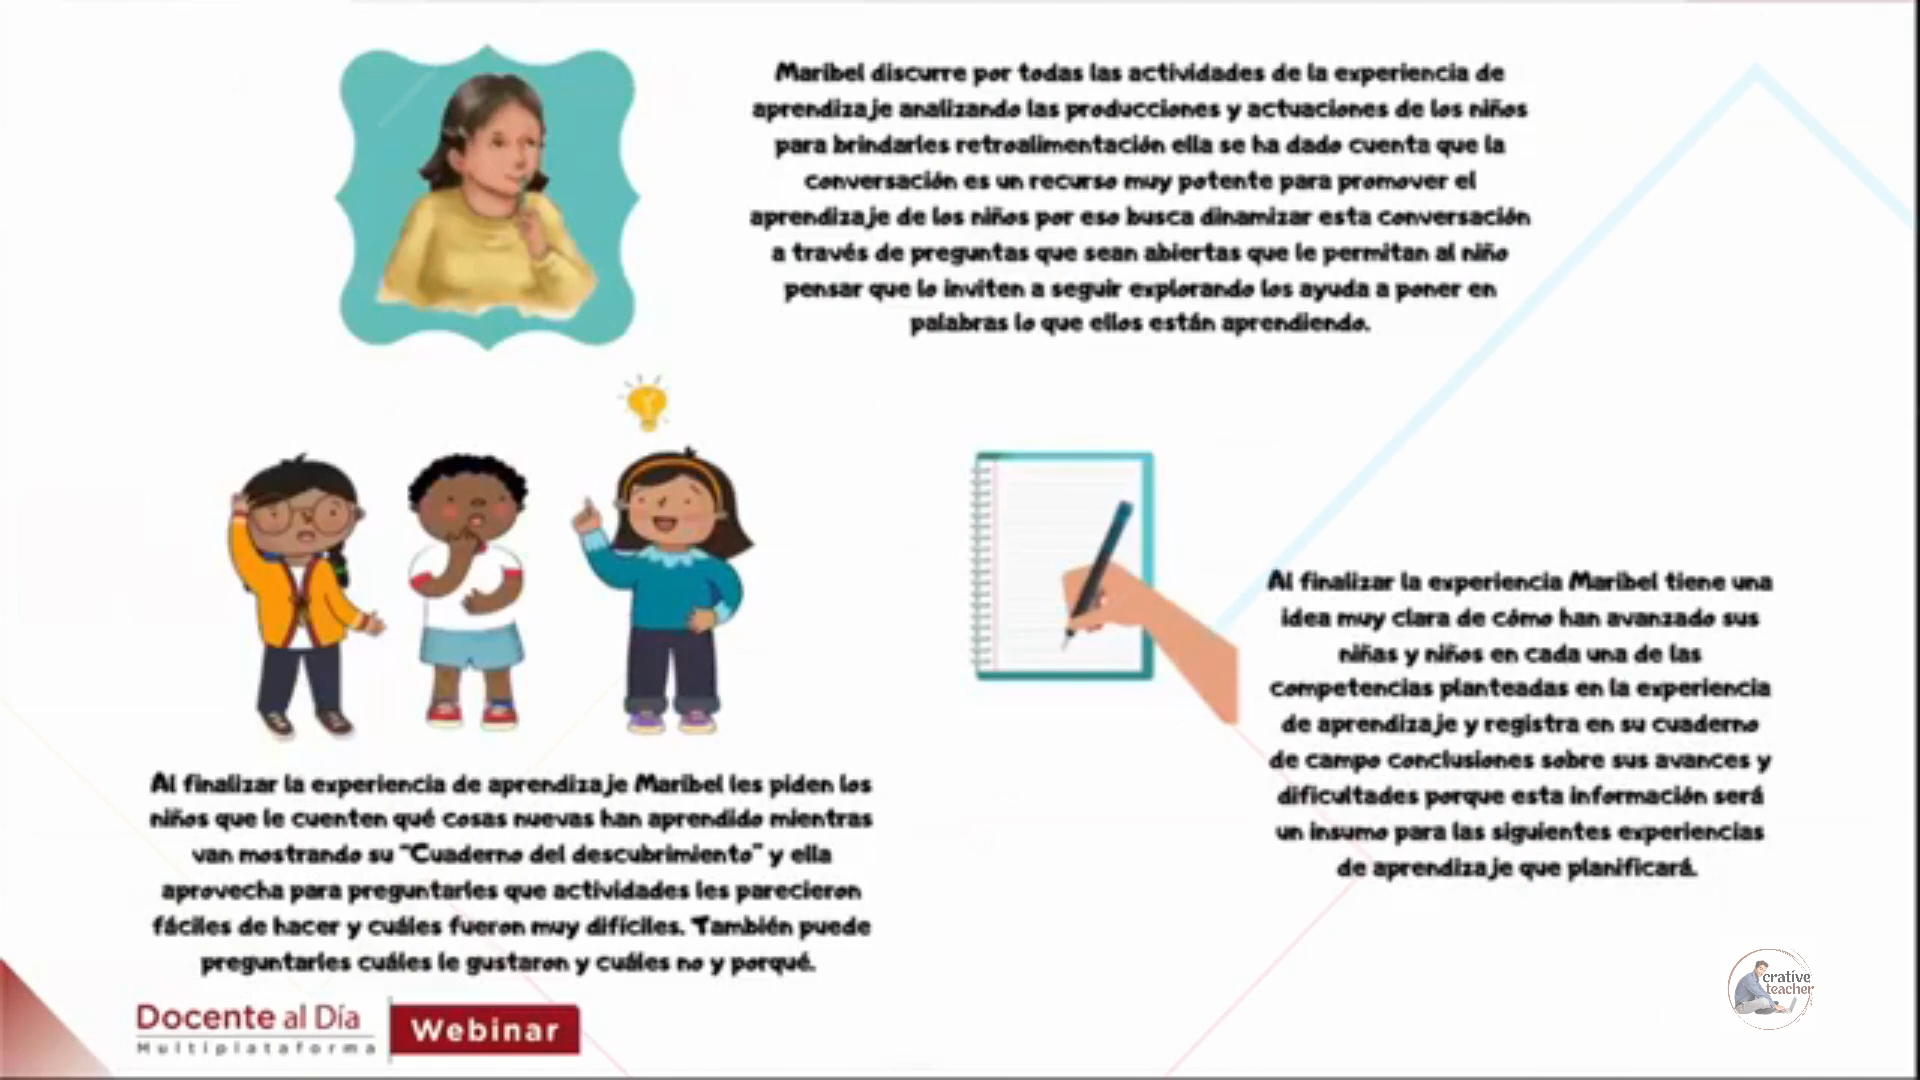 Maribel discurre por todas las actividades de la experiencia de
aprendizaje analizando las producciones y actuaciones de los niños
para brindarles retroalimentación ella se ha dado cuenta que la
conversación es un recurso muy potente para promover el
aprendizaje de los niños por eso busca dinamizar esta conversación
a través de preguntas que sean abiertas que le permitan al niño
pensar que lo inviten a seguir explorando los ayuda a poner en
palabras lo que ellos están aprendiendo.
Al finalizar la experiencia de aprendizaje Maribel les piden los
niños que le cuenten qué cosas nuevas han aprendido mientras
van mostrando su “Cuaderno del descubrimiento” y ella
aprovecha para preguntarles que actividades les parecieron
fáciles de hacer y cuáles fueron muy dificiles. También puede
preguntarles cuáles le gustaron y cuáles no y porqué.
Al finalizar la experiencia Maribel tiene una
idea muy clara de cómo han avanzado sus
niñas y niños en cada una de las
competencias planteadas en la experiencia
de aprendizaje y registra en su cuaderno
de campo conclusiones sobre sus avances y
dificultades porque esta información será
un insumo para las siguientes experiencias
de aprendizaje que planificará.
Docente al Día
Multiplataforma
Webinar
crative
teacher